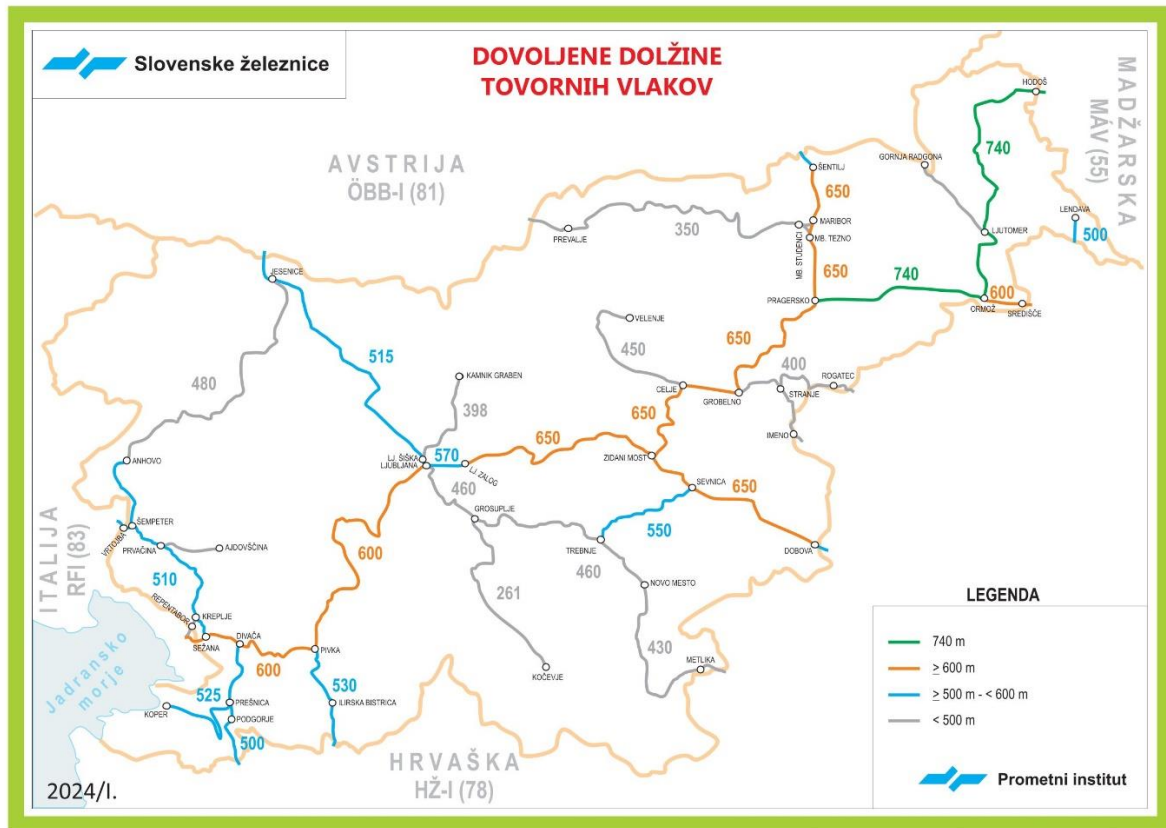 Slovenske železnice
DOVOLJENE DOLŽINE
TOVORNIH VLAKOV
MADŽARSKA
MÁV (55)
AVSTRIJA
ÖBB-I (81)
HODOŠ
740
GORNJA RADGONA
ŠENTILJ
650
LENDAVA
500
MARIBOR
PREVALJE
350
MB. STUDENCI
MB. TEZNO
LJUTOMER
JESENICE
650
740
600
PRAGERSKO
ORMOŽ
SREDIŠČE
VELENJE
650
450
515
480
KAMNIK GRABEN
400
ROGATEC
CELJE
GROBELNO
STRANJE
398
650
650
IMENO
LJ. ŠIŠKA
LJUBLJANA
570
LJ. ZALOG
ŽIDANI MOST
ANHOVO
460
SEVNICA
650
GROSUPLJE
ŠEMPETER
VRTOJBA
550
PRVAČINA
AJDOVŠČINA
TREBNJE
DOBOVA
600
460
ITALIJA
RFI (83)
510
261
NOVO MESTO
REPENTABOR
KREPLJE
SEŽANA
DIVAČA
PIVKA
430
600
KOČEVJE
METLIKA
525
530
PREŠNICA
ILIRSKA BISTRICA
KOPER
PODGORJE
500
Jadransko
morje
HRVAŠKA
HŽ-I (78)
2024/I.
LEGENDA
740 m
≥ 600 m
≥ 500 m - < 600 m
< 500 m
Prometni institut